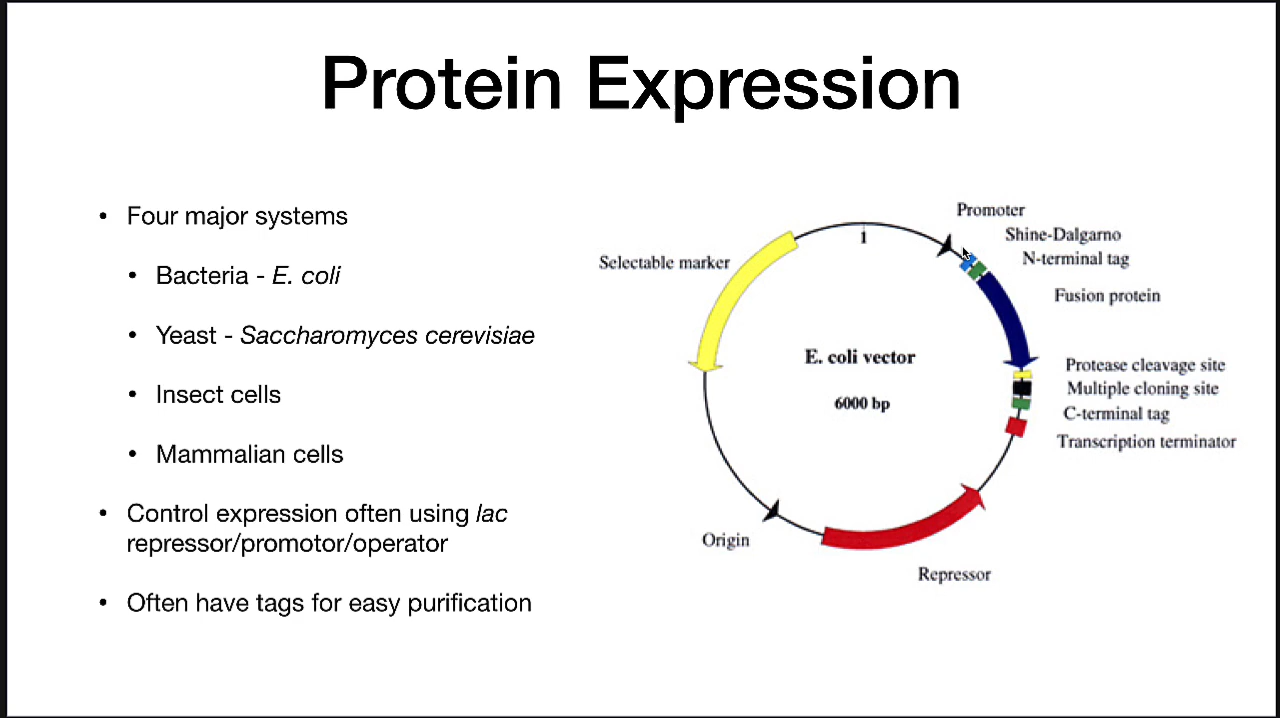 Protein Expression
• Four major systems
• Bacteria - E. coli
• Yeast - Saccharomyces cerevisiae
• Insect cells
• Mammalian cells
• Control expression often using lac
repressor/promotor/operator
• Often have tags for easy purification
Promoter
1
Shine-Dalgarno
Selectable marker
N-terminal tag
Fusion protein
E. coli vector
6000 bp
Protease cleavage site
Multiple cloning site
C-terminal tag
Transcription terminator
Origin
Repressor